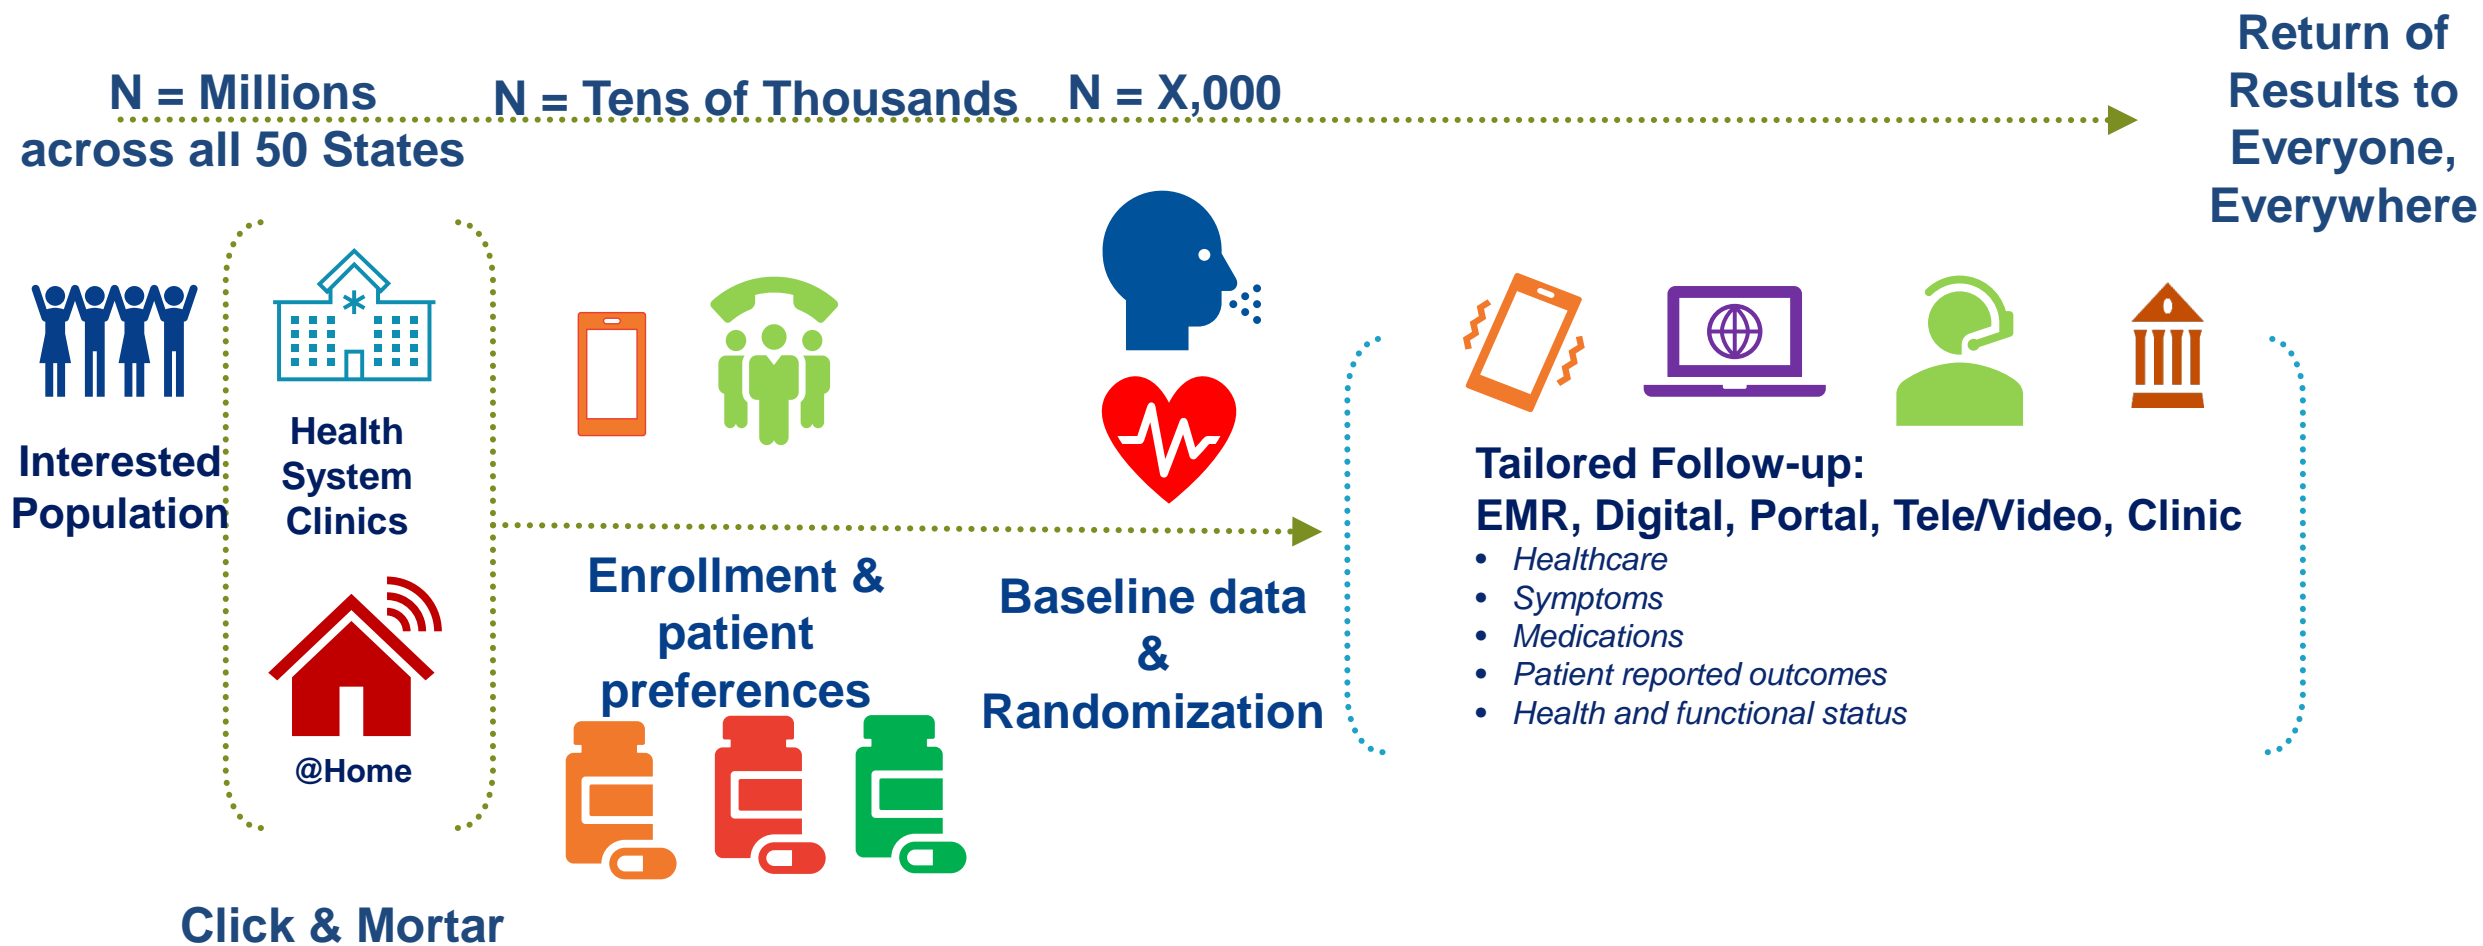 N = Millions
across all 50 States
N = Tens of Thousands
N = X,000
Return of
Results to
Everyone,
Everywhere
Interested
Population
Health
System
Clinics
@Home
Click & Mortar
Enrollment &
patient
preferences
Baseline data
&
Randomization
Tailored Follow-up:
EMR, Digital, Portal, Tele/Video, Clinic
• Healthcare
• Symptoms
• Medications
• Patient reported outcomes
• Health and functional status